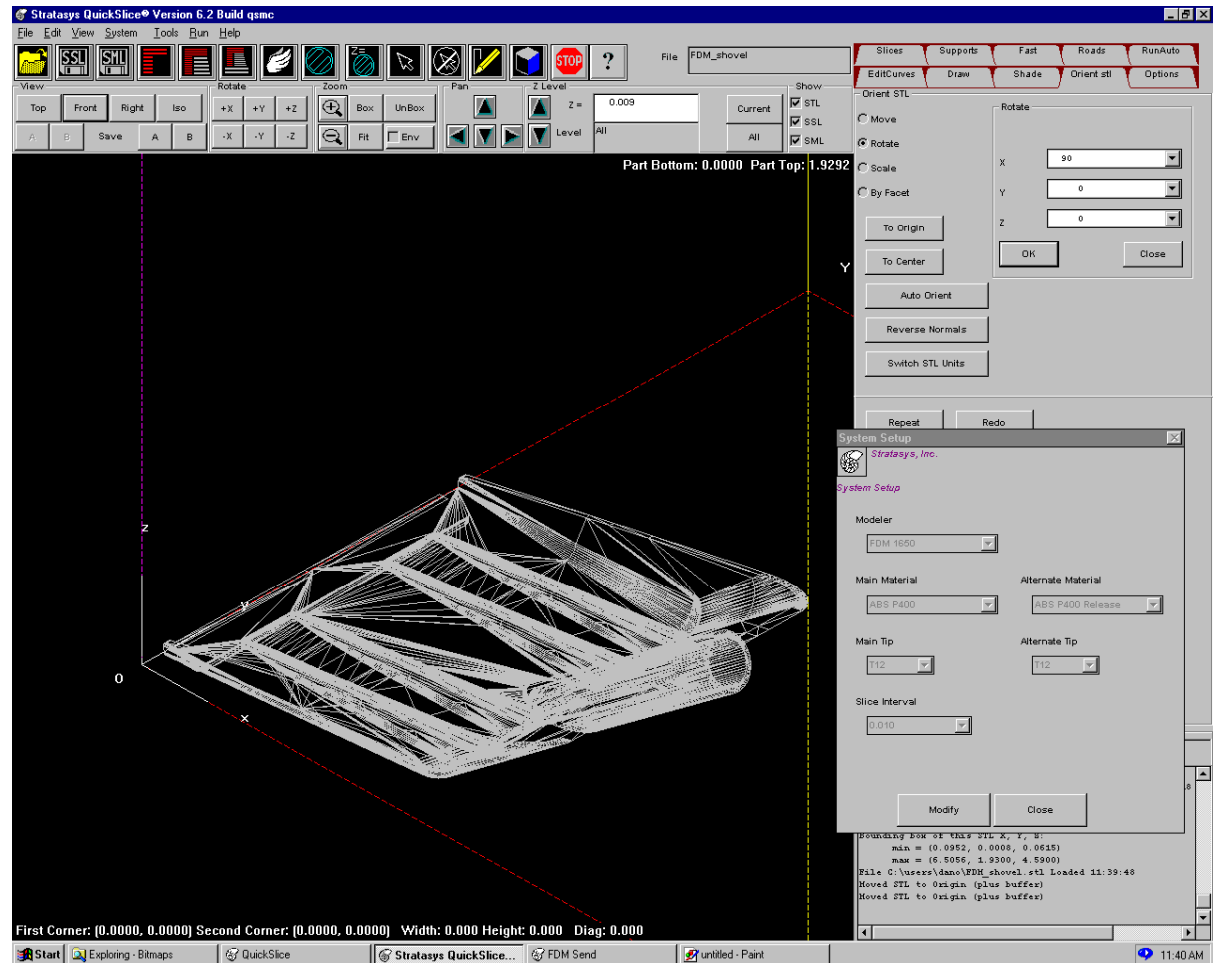 Stratasys QuickSlice® Version 6.2 Build qsmc
File Edit View System Tools Run Help
SSL SML Z= STOP ? File FDM_shovel
Slices Supports Fast Roads RunAuto
EditCurves Draw Shade Orient stl Options
View Rotate Zoom Pan Z Level Show
Top Front Right Iso +X +Y +Z Box UnBox Z = 0.009 Current STL
SSL
A B Save A B -X -Y -Z Fit Env Level All All SML
Part Bottom: 0.0000 Part Top: 1.9292
Orient STL
Move
Rotate
Scale
By Facet
Rotate
X 90
Y 0
Z 0
OK Close
To Origin
To Center
Auto Orient
Reverse Normals
Switch STL Units
Repeat Redo
Y
z
y
0
x
System Setup
Stratasys, Inc.
System Setup
Modeler
FDM 1650
Main Material Alternate Material
ABS P400 ABS P400 Release
Main Tip Alternate Tip
T12 T12
Slice Interval
0.010
Modify Close
Bounding box of this STL X, Y, Z:
min = (0.0952, 0.0008, 0.0615)
max = (6.5056, 1.9300, 4.5900)
File C:\users\dano\FDM_shovel.stl Loaded 11:39:48
Moved STL to Origin (plus buffer)
Moved STL to Origin (plus buffer)
First Corner: (0.0000, 0.0000) Second Corner: (0.0000, 0.0000) Width: 0.000 Height: 0.000 Diag: 0.000
Start Exploring - Bitmaps QuickSlice Stratasys QuickSlice... FDM Send untitled - Paint 11:40 AM